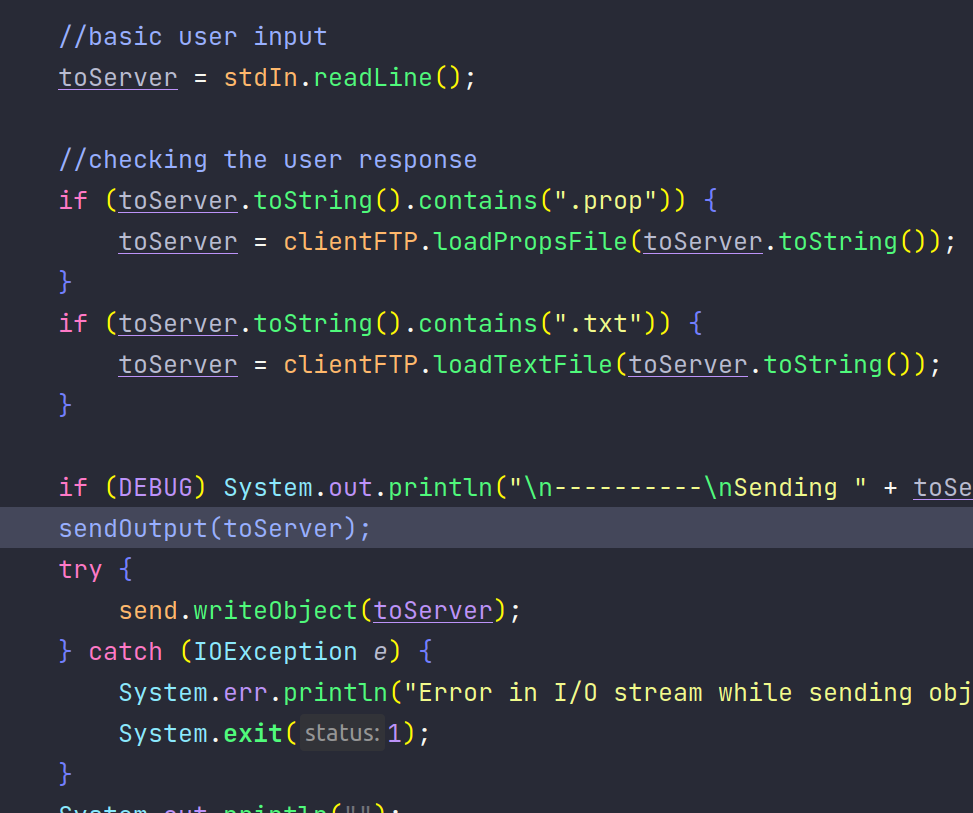 //basic user input
toServer = stdIn.readLine();
//checking the user response
if (toServer.toString().contains(".prop")) {
toServer = clientFTP.loadPropsFile(toServer.toString());
}
if (toServer.toString().contains(".txt")) {
toServer = clientFTP.loadTextFile(toServer.toString());
}
if (DEBUG) System.out.println("\n----------\nSending " + toSe
sendOutput(toServer);
try {
send.writeObject(toServer);
} catch (IOException e) {
System.err.println("Error in I/O stream while sending obj
System.exit(status: 1);
}
System.out.println("");